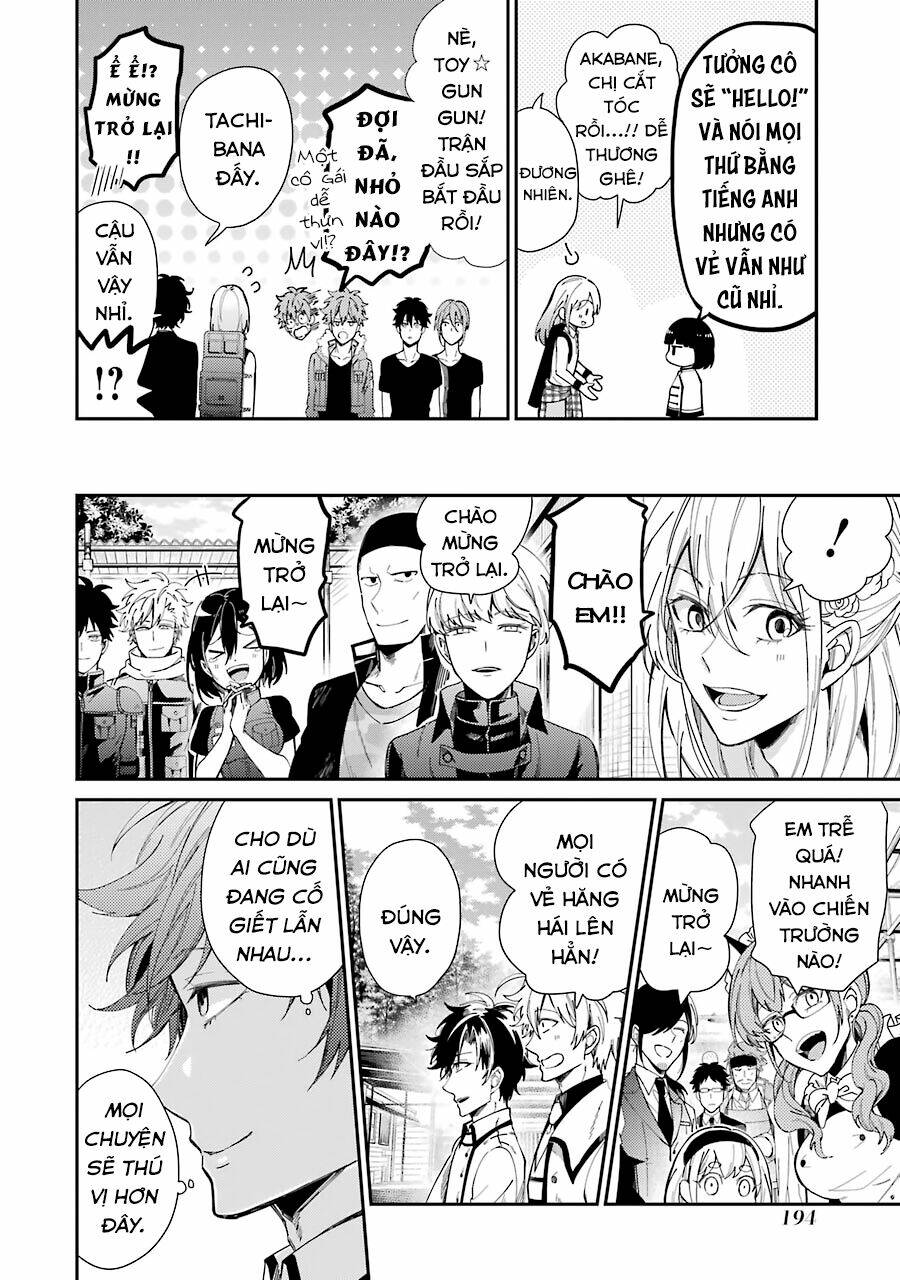 TƯỞNG CÔ
SẼ “HELLO!”
VÀ NÓI MỌI
THỨ BẰNG
TIẾNG ANH
NHƯNG CÓ
VẺ VẪN NHƯ
CŨ NHỈ.
AKABANE,
CHỊ CẮT
TÓC
RỒI...!! DỄ
THƯƠNG
GHÊ!
ĐƯƠNG
NHIÊN.
NÈ,
TOY☆
GUN
GUN!
TRẬN
ĐẦU SẮP
BẮT ĐẦU
RỒI!
ĐỢI
ĐÃ,
NHỎ
NÀO
ĐÂY!?
Một
cô gái
dễ
thún
vl!?
TACHI-
BANA
ĐẤY.
Ể Ể!?
MỪNG
TRỞ LẠI
!!
CẬU
VẪN
VẬY
NHỈ.
!?
!
CHÀO
EM!!
CHÀO
MỪNG
TRỞ LẠI.
MỪNG
TRỞ
LẠI~
EM TRỄ
QUÁ!
NHANH
VÀO CHIẾN
TRƯỜNG
NÀO!
MỪNG
TRỞ
LẠI~
MỌI
NGƯỜI CÓ
VẺ HĂNG
HÁI LÊN
HẲN!
ĐÚNG
VẬY.
CHO DÙ
AI CŨNG
ĐANG CỐ
GIẾT LẪN
NHAU...
MỌI
CHUYỆN
SẼ THÚ
VỊ HƠN
ĐÂY.
194